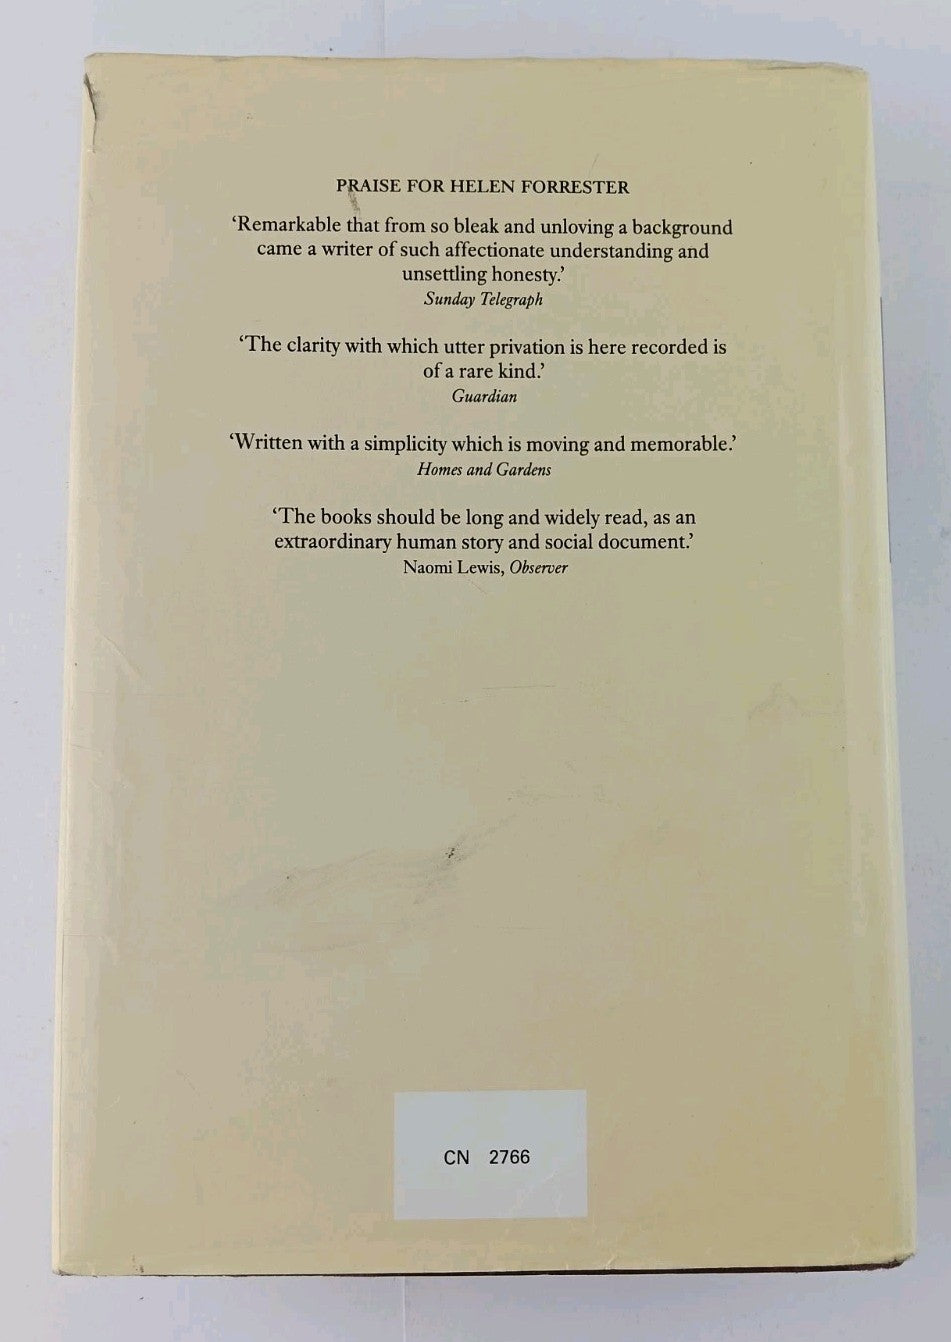 PRAISE FOR HELEN FORRESTER
‘Remarkable that from so bleak and unloving a background
came a writer of such affectionate understanding and
unsettling honesty.’
Sunday Telegraph
‘The clarity with which utter privation is here recorded is
of a rare kind.’
Guardian
‘Written with a simplicity which is moving and memorable.’
Homes and Gardens
‘The books should be long and widely read, as an
extraordinary human story and social document.’
Naomi Lewis, Observer
CN 2766